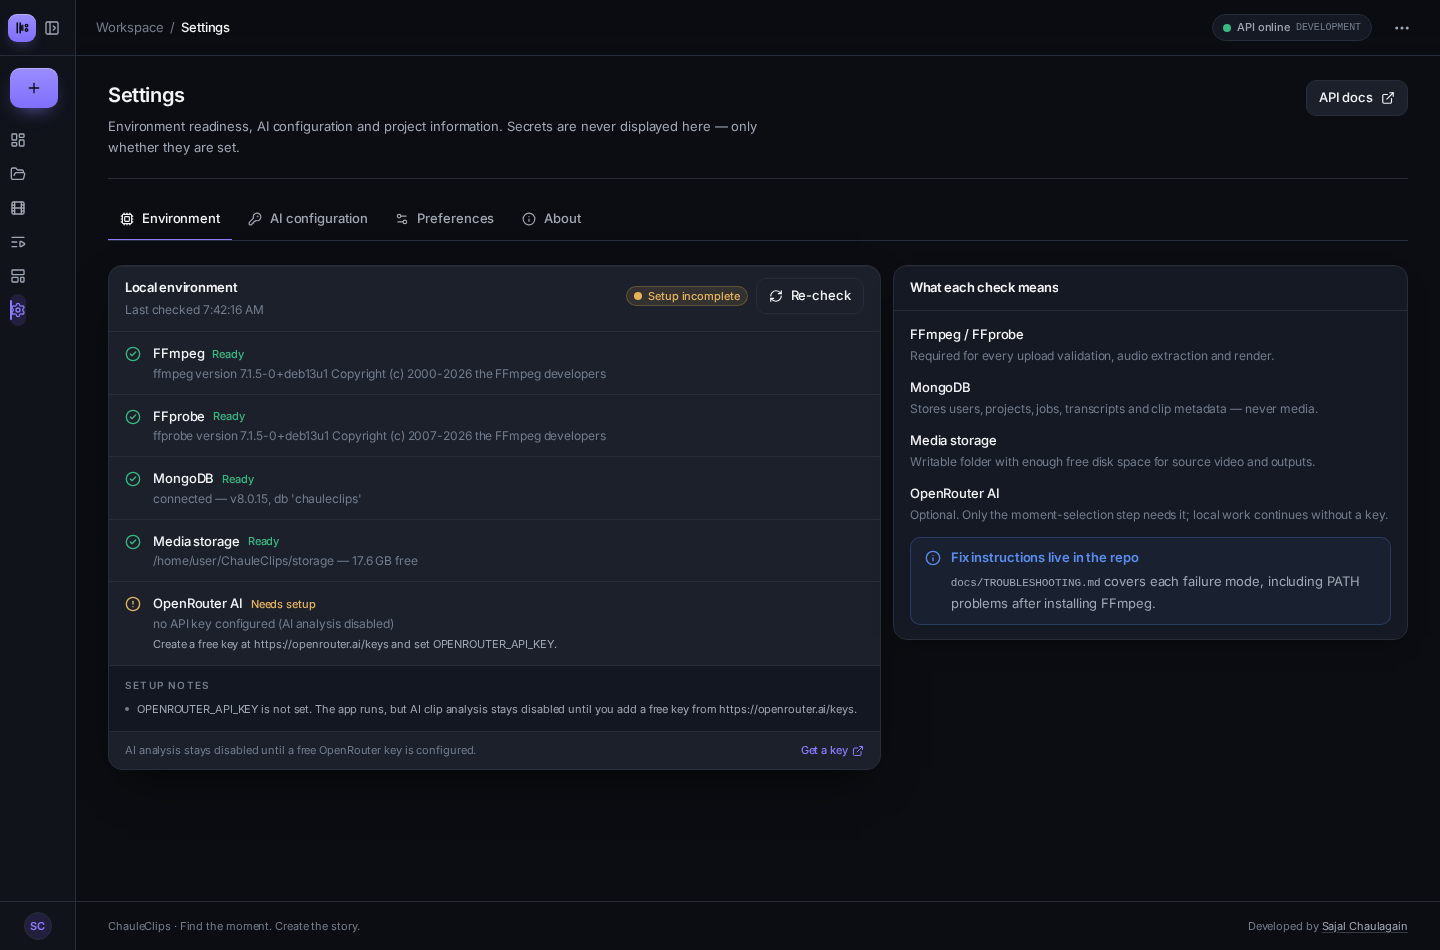 Workspace / Settings
API online DEVELOPMENT
Settings
Environment readiness, AI configuration and project information. Secrets are never displayed here — only
whether they are set.
API docs
Environment
AI configuration
Preferences
About
Local environment
Last checked 7:42:16 AM
Setup incomplete
Re-check
FFmpeg Ready
ffmpeg version 7.1.5-0+deb13u1 Copyright (c) 2000-2026 the FFmpeg developers
FFprobe Ready
ffprobe version 7.1.5-0+deb13u1 Copyright (c) 2007-2026 the FFmpeg developers
MongoDB Ready
connected — v8.0.15, db 'chauleclips'
Media storage Ready
/home/user/ChauleClips/storage — 17.6 GB free
OpenRouter AI Needs setup
no API key configured (AI analysis disabled)
Create a free key at https://openrouter.ai/keys and set OPENROUTER_API_KEY.
SETUP NOTES
OPENROUTER_API_KEY is not set. The app runs, but AI clip analysis stays disabled until you add a free key from https://openrouter.ai/keys.
AI analysis stays disabled until a free OpenRouter key is configured.
Get a key
What each check means
FFmpeg / FFprobe
Required for every upload validation, audio extraction and render.
MongoDB
Stores users, projects, jobs, transcripts and clip metadata — never media.
Media storage
Writable folder with enough free disk space for source video and outputs.
OpenRouter AI
Optional. Only the moment-selection step needs it; local work continues without a key.
Fix instructions live in the repo
docs/TROUBLESHOOTING.md covers each failure mode, including PATH
problems after installing FFmpeg.
SC
ChauleClips · Find the moment. Create the story.
Developed by Sajal Chaulagain